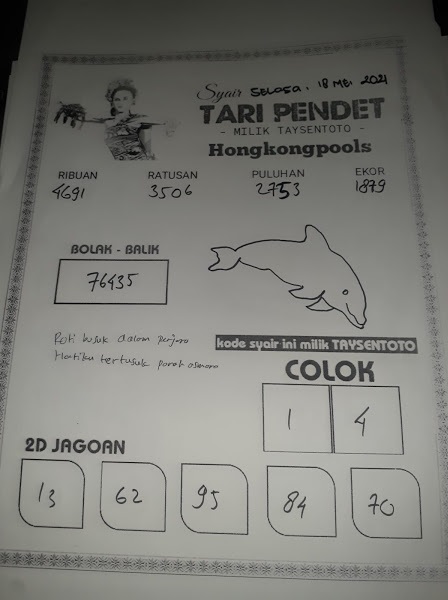 Syair SELASA, 18 MEI 2021
TARI PENDET
- MILIK TAYSENTOTO -
Hongkongpools
RIBUAN RATUSAN PULUHAN EKOR
4691 3506 2753 1879
BOLAK - BALIK
76435
Roti busuk dalam penjara
Hatiku tertusuk panah asmara
kode syair ini milik TAYSENTOTO
COLOK
1 4
2D JAGOAN
13 62 95 84 70